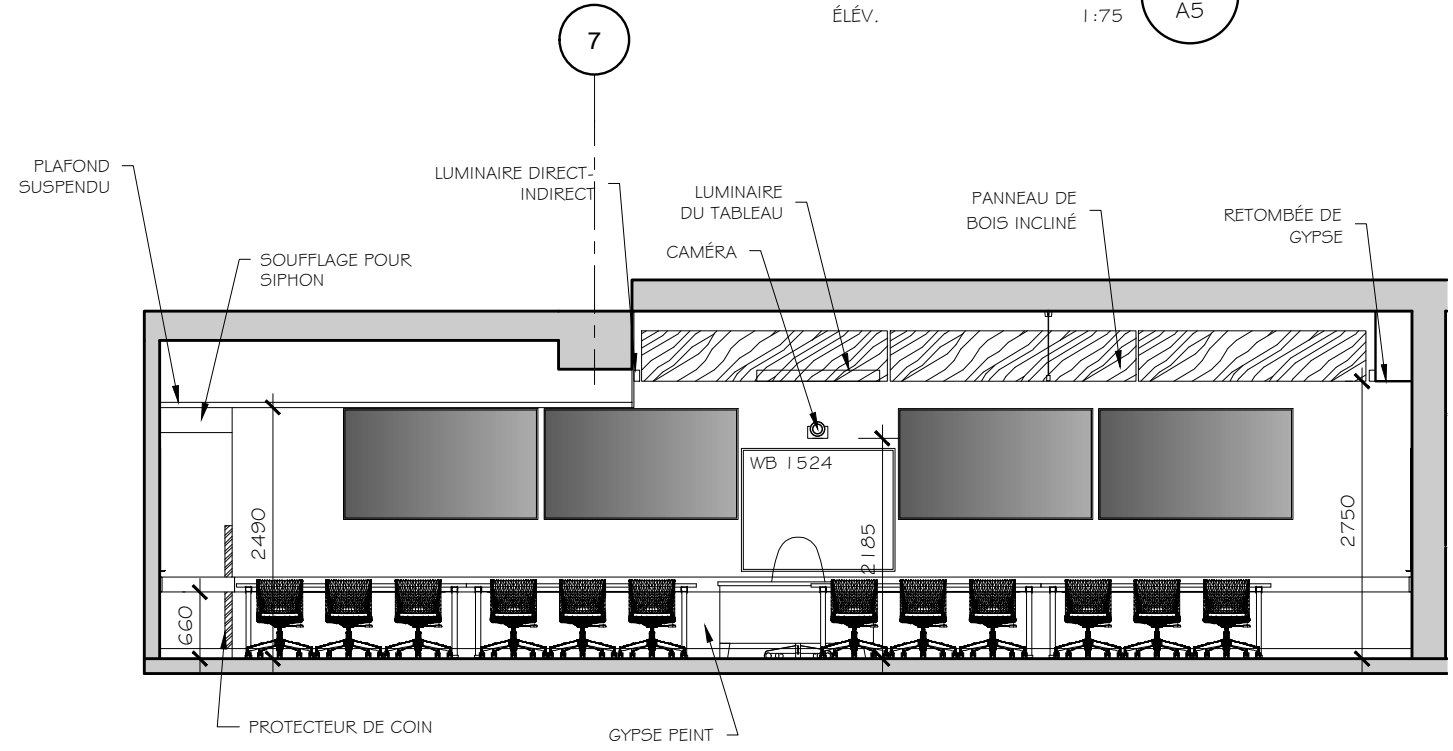 ÉLÉV.
1:75
A5
7
PLAFOND
SUSPENDU
LUMINAIRE DIRECT-
INDIRECT
LUMINAIRE
DU TABLEAU
PANNEAU DE
BOIS INCLINÉ
RETOMBÉE DE
GYPSE
SOUFFLAGE POUR
SIPHON
CAMÉRA
WB 1524
2490
2185
2750
660
PROTECTEUR DE COIN
GYPSE PEINT